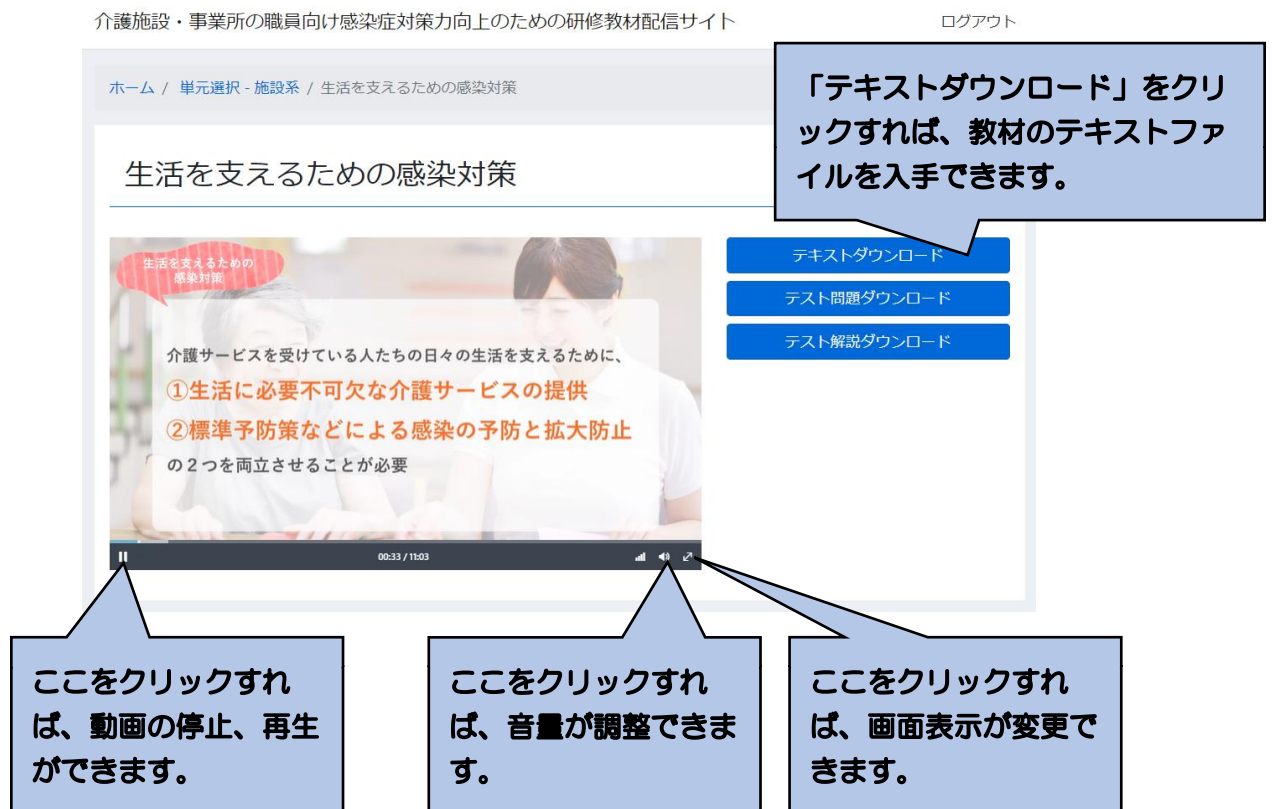 介護施設・事業所の職員向け感染症対策力向上のための研修教材配信サイト
ログアウト
ホーム / 単元選択 - 施設系 / 生活を支えるための感染対策
「テキストダウンロード」をクリ
ックすれば、教材のテキストファ
イルを入手できます。
生活を支えるための感染対策
生活を支えるための
感染対策
介護サービスを受けている人たちの日々の生活を支えるために、
①生活に必要不可欠な介護サービスの提供
②標準予防策などによる感染の予防と拡大防止
の２つを両立させることが必要
00:33 / 11:03
テキストダウンロード
テスト問題ダウンロード
テスト解説ダウンロード
ここをクリックすれ
ば、動画の停止、再生
ができます。
ここをクリックすれ
ば、音量が調整できま
す。
ここをクリックすれ
ば、画面表示が変更で
きます。